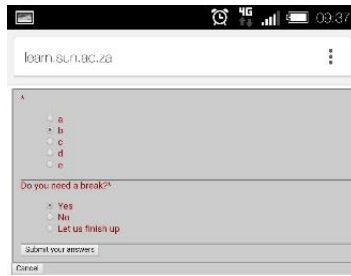 4G 09:37
learn.sun.ac.za
*
a
b
c
d
e
Do you need a break?*
Yes
No
Let us finish up
Submit your answers
Cancel